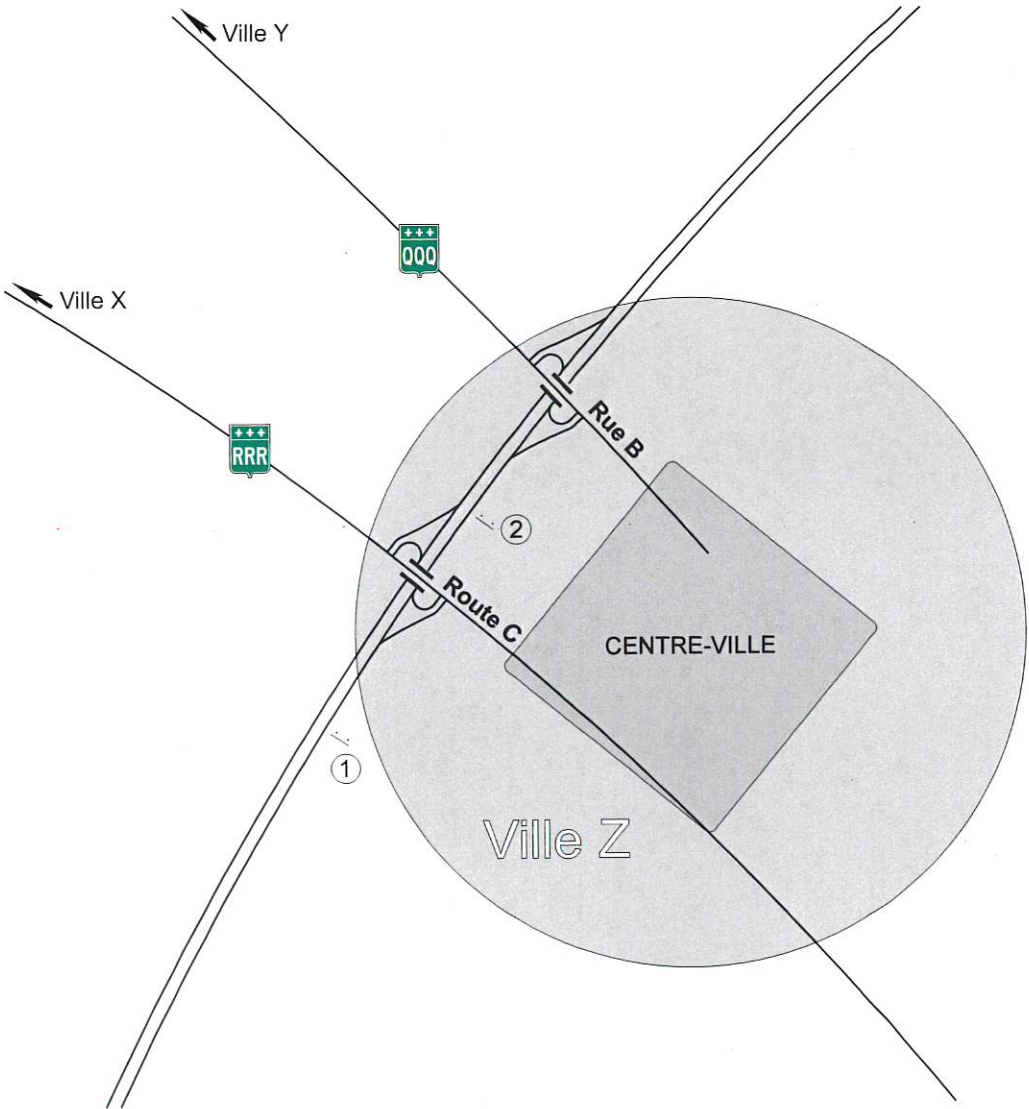 Ville Y
+++
QQQ
Ville X
+++
RRR
Rue B
2
Route C
CENTRE-VILLE
1
Ville Z